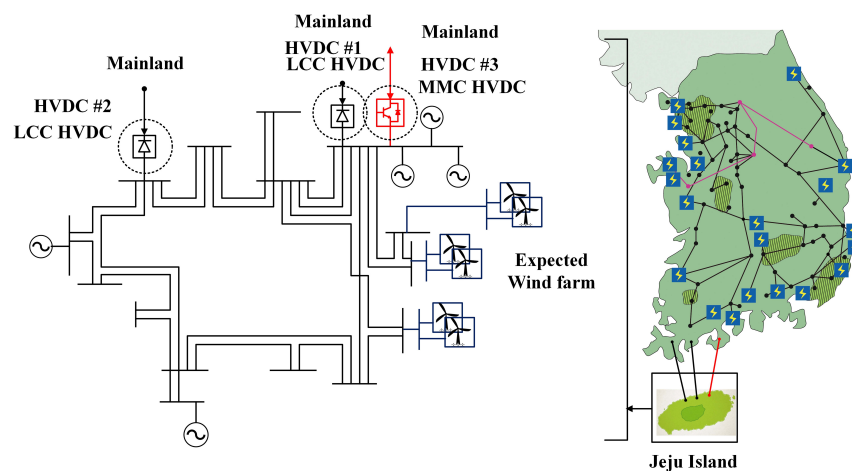 Mainland
HVDC #2
LCC HVDC
Mainland
HVDC #1
LCC HVDC
Mainland
HVDC #3
MMC HVDC
Expected
Wind farm
Jeju Island